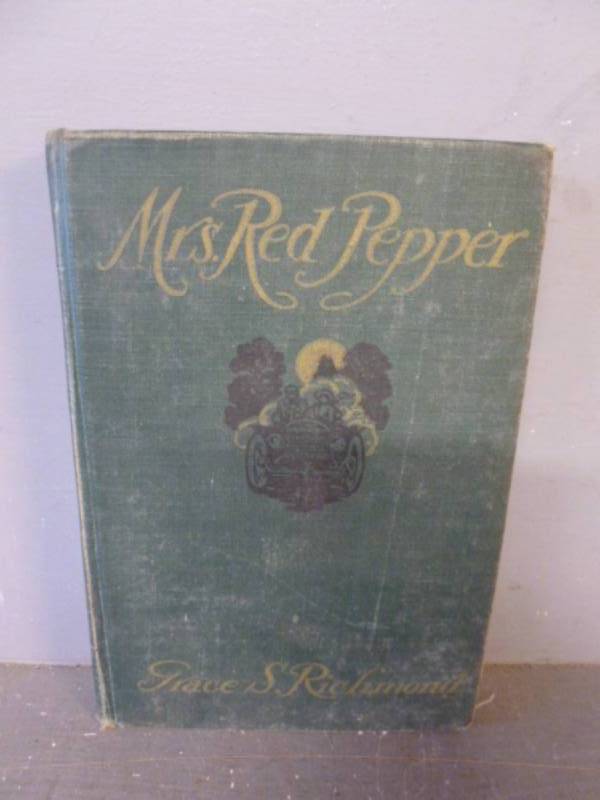 Mrs. Red Pepper
Grace S. Richmond